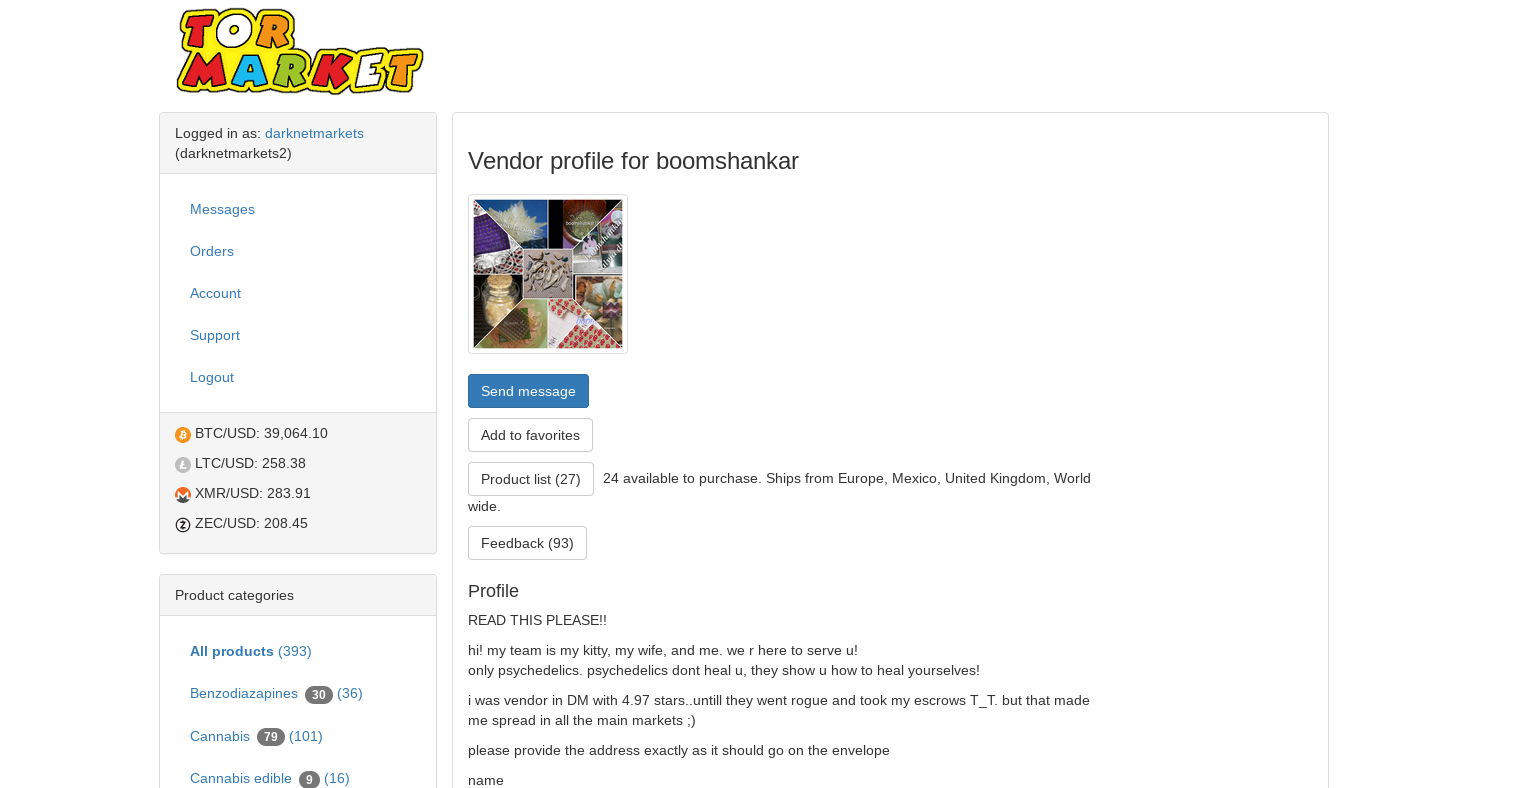 TOR
MARKET
Logged in as: darknetmarkets
(darknetmarkets2)
Messages
Orders
Account
Support
Logout
BTC/USD: 39,064.10
LTC/USD: 258.38
XMR/USD: 283.91
ZEC/USD: 208.45
Product categories
All products (393)
Benzodiazapines 30 (36)
Cannabis 79 (101)
Cannabis edible 9 (16)
Vendor profile for boomshankar
Send message
Add to favorites
Product list (27) 24 available to purchase. Ships from Europe, Mexico, United Kingdom, World
wide.
Feedback (93)
Profile
READ THIS PLEASE!!
hi! my team is my kitty, my wife, and me. we r here to serve u!
only psychedelics. psychedelics dont heal u, they show u how to heal yourselves!
i was vendor in DM with 4.97 stars..untill they went rogue and took my escrows T_T. but that made
me spread in all the main markets ;)
please provide the address exactly as it should go on the envelope
name